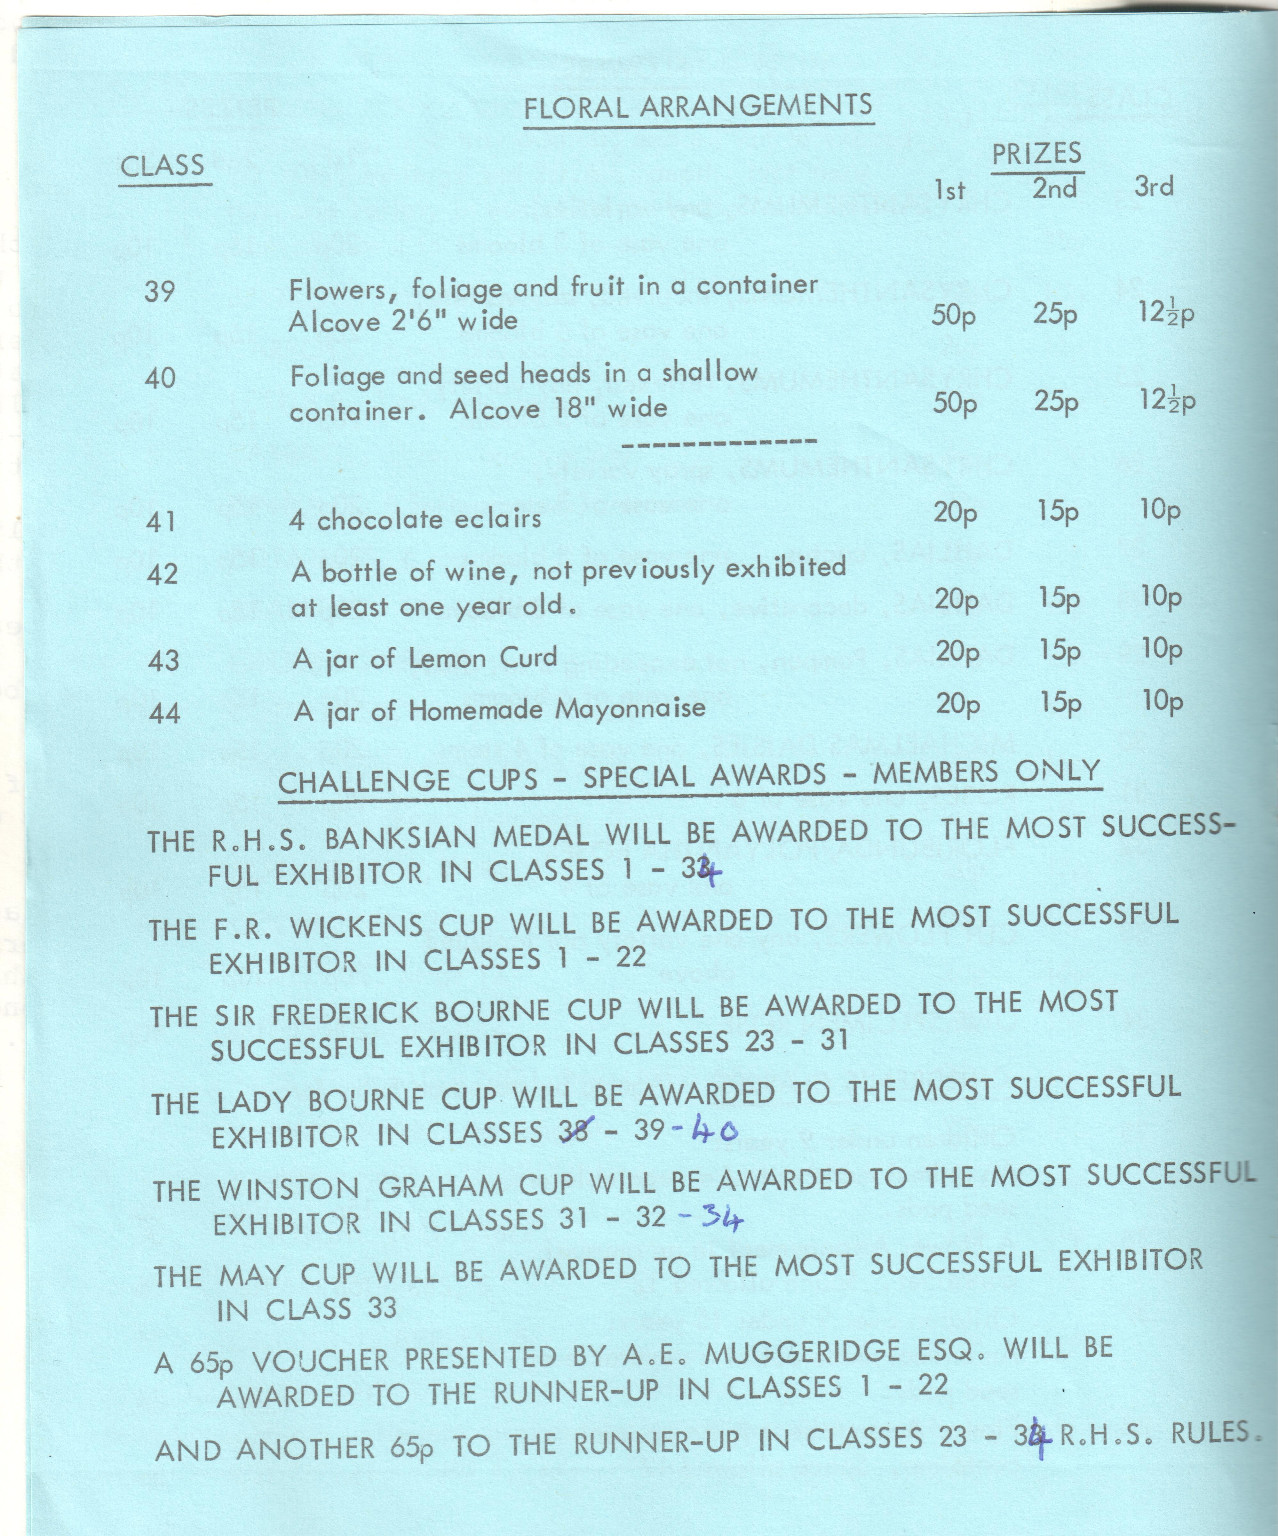 FLORAL ARRANGEMENTS
CLASS PRIZES
1st 2nd 3rd
39 Flowers, foliage and fruit in a container
Alcove 2'6" wide 50p 25p 12½p
40 Foliage and seed heads in a shallow
container. Alcove 18" wide 50p 25p 12½p
-------------
41 4 chocolate eclairs 20p 15p 10p
42 A bottle of wine, not previously exhibited
at least one year old. 20p 15p 10p
43 A jar of Lemon Curd 20p 15p 10p
44 A jar of Homemade Mayonnaise 20p 15p 10p
CHALLENGE CUPS - SPECIAL AWARDS - MEMBERS ONLY
THE R.H.S. BANKSIAN MEDAL WILL BE AWARDED TO THE MOST SUCCESS-
FUL EXHIBITOR IN CLASSES 1 - 34
THE F.R. WICKENS CUP WILL BE AWARDED TO THE MOST SUCCESSFUL
EXHIBITOR IN CLASSES 1 - 22
THE SIR FREDERICK BOURNE CUP WILL BE AWARDED TO THE MOST
SUCCESSFUL EXHIBITOR IN CLASSES 23 - 31
THE LADY BOURNE CUP WILL BE AWARDED TO THE MOST SUCCESSFUL
EXHIBITOR IN CLASSES 38 - 39 - 40
THE WINSTON GRAHAM CUP WILL BE AWARDED TO THE MOST SUCCESSFUL
EXHIBITOR IN CLASSES 31 - 32 - 34
THE MAY CUP WILL BE AWARDED TO THE MOST SUCCESSFUL EXHIBITOR
IN CLASS 33
A 65p VOUCHER PRESENTED BY A.E. MUGGERIDGE ESQ. WILL BE
AWARDED TO THE RUNNER-UP IN CLASSES 1 - 22
AND ANOTHER 65p TO THE RUNNER-UP IN CLASSES 23 - 34 R.H.S. RULES.